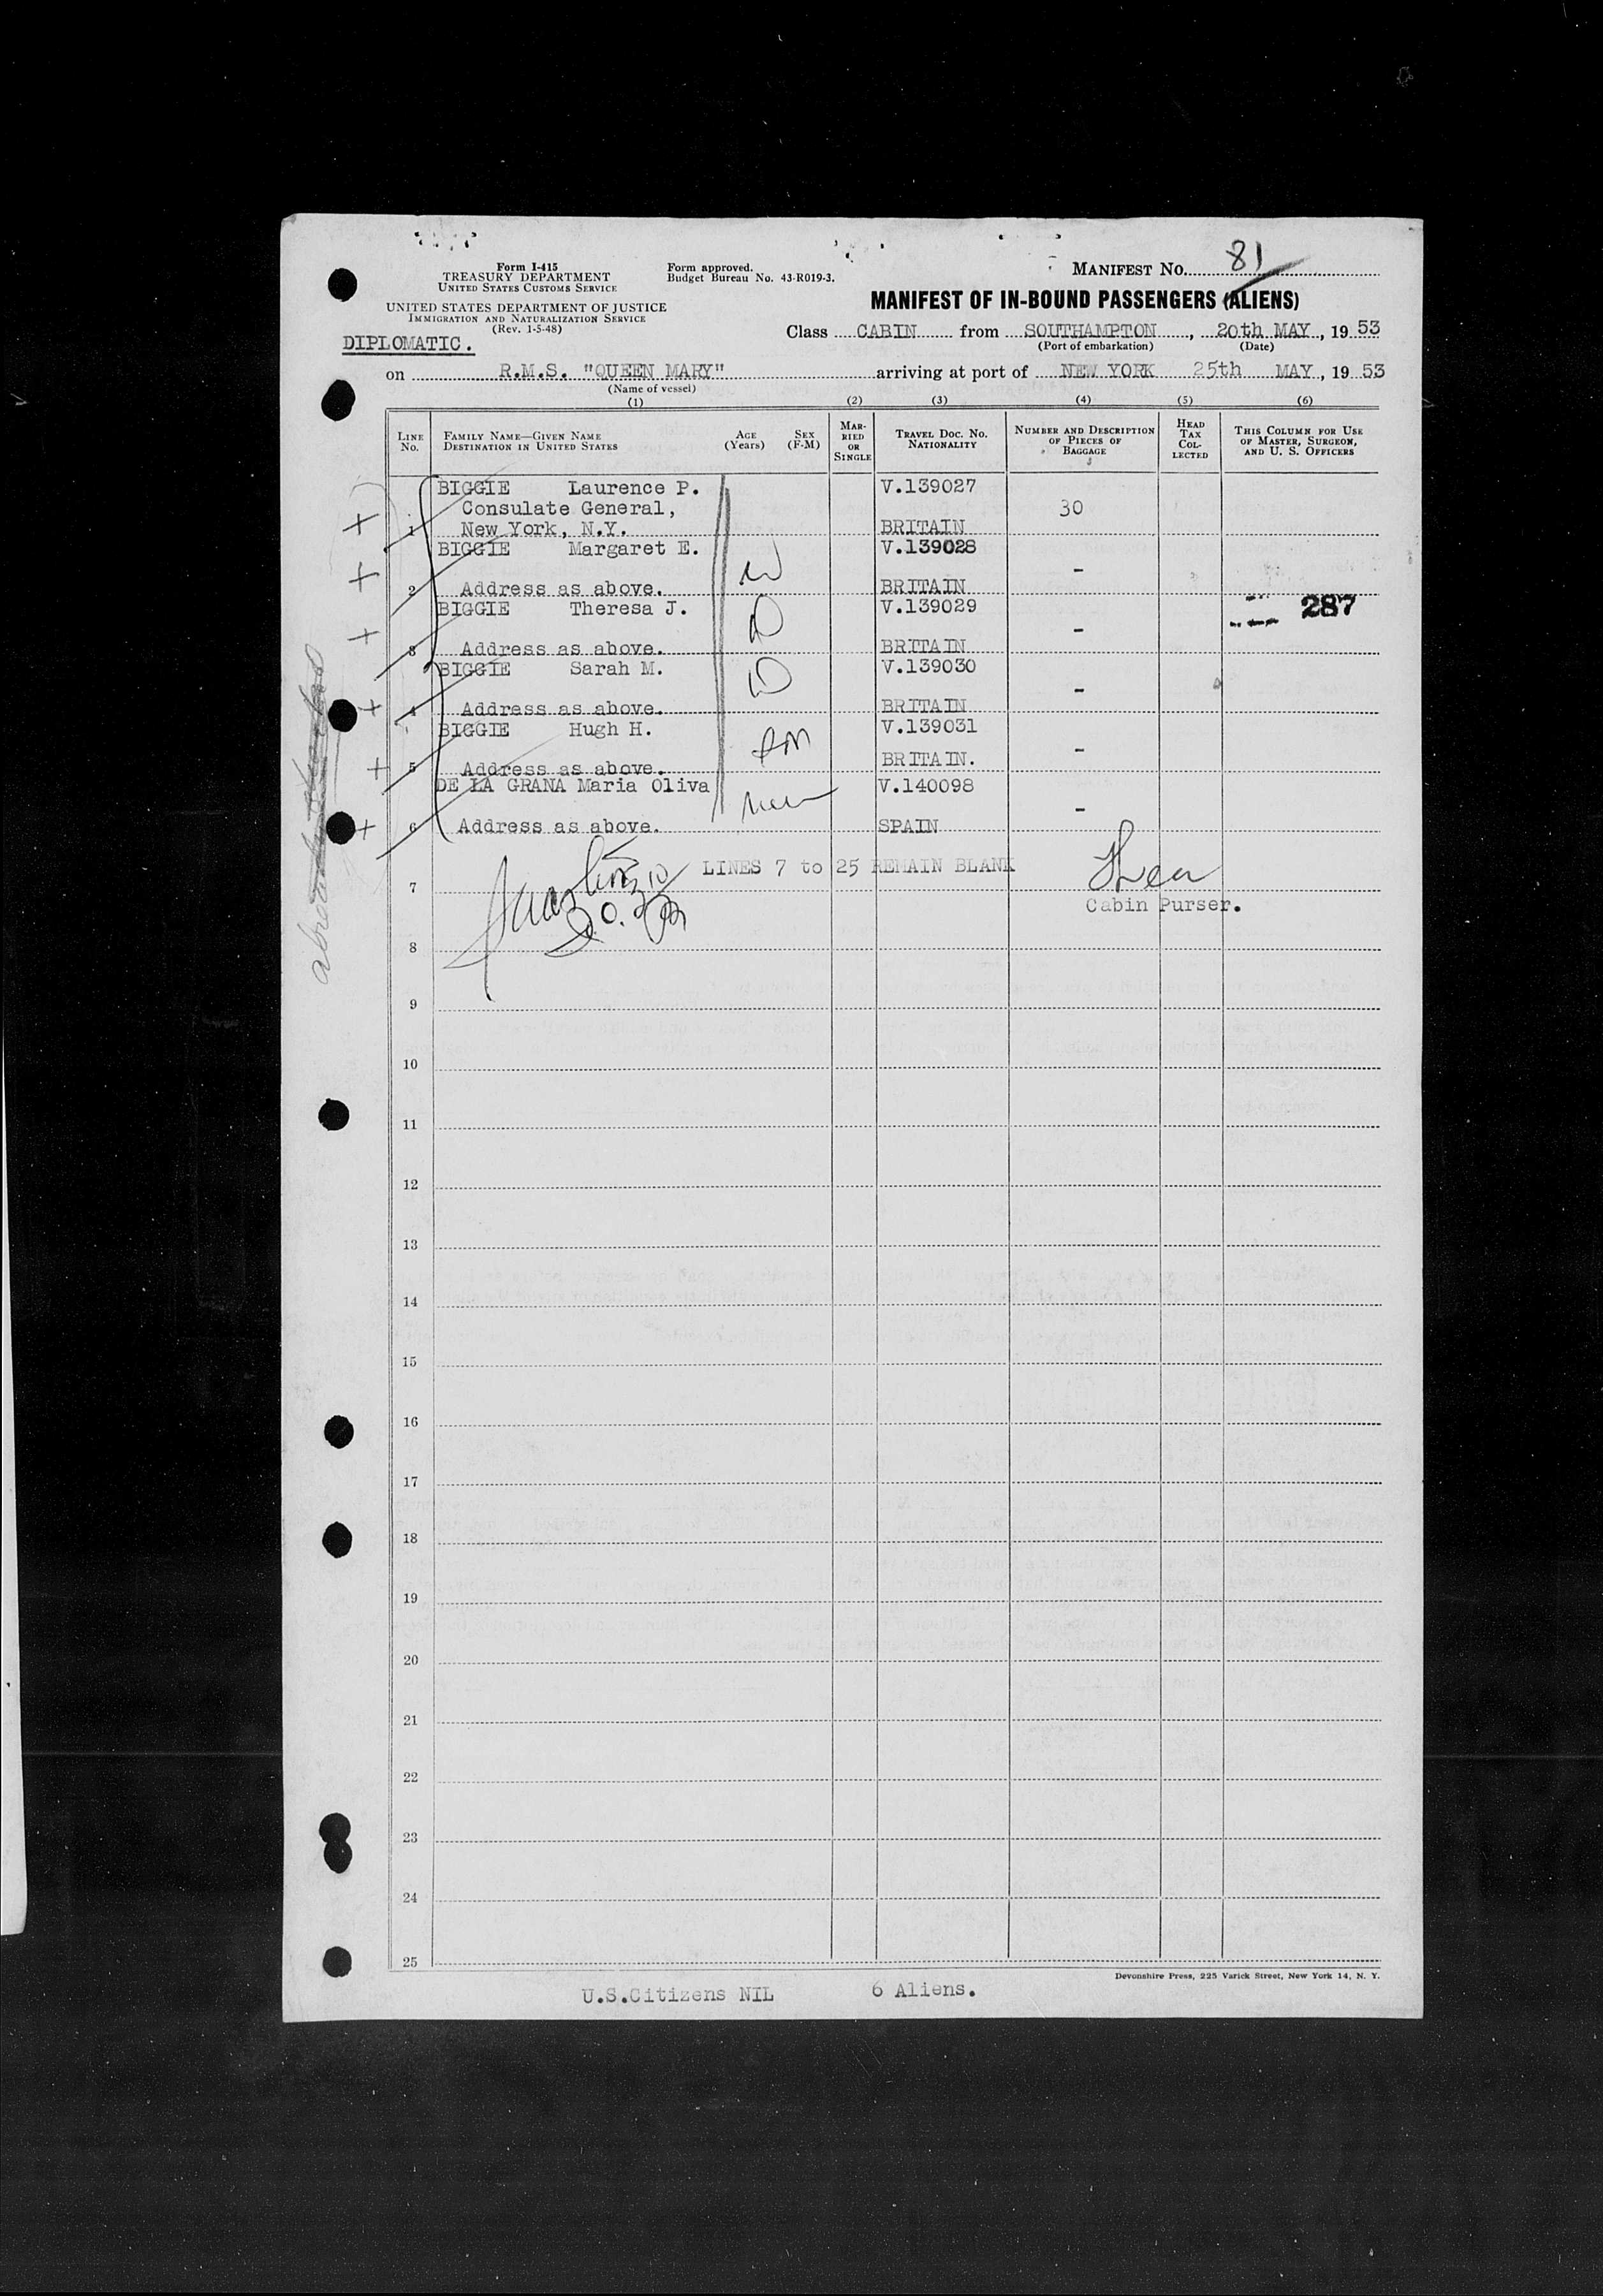 Form I-415
TREASURY DEPARTMENT
UNITED STATES CUSTOMS SERVICE
UNITED STATES DEPARTMENT OF JUSTICE
IMMIGRATION AND NATURALIZATION SERVICE
(Rev. 1-5-48)
Form approved.
Budget Bureau No. 43-R019-3.
MANIFEST NO. 81
MANIFEST OF IN-BOUND PASSENGERS (ALIENS)
DIPLOMATIC.
Class CABIN from SOUTHAMPTON, 20th MAY, 19 53
(Port of embarkation) (Date)
on R.M.S. "QUEEN MARY" arriving at port of NEW YORK 25th MAY, 19 53
(Name of vessel)
(1) (2) (3) (4) (5) (6)
LINE No. FAMILY NAME—GIVEN NAME DESTINATION IN UNITED STATES AGE (Years) SEX (F-M) MARRIED OR SINGLE TRAVEL DOC. NO. NATIONALITY NUMBER AND DESCRIPTION OF PIECES OF BAGGAGE HEAD TAX COLLECTED THIS COLUMN FOR USE OF MASTER, SURGEON, AND U. S. OFFICERS
BIGGIE Laurence P. V.139027
Consulate General, 30
1 New York, N.Y. BRITAIN
BIGGIE Margaret E. V.139028
-
2 Address as above. BRITAIN
BIGGIE Theresa J. V.139029 287
-
3 Address as above. BRITAIN
BIGGIE Sarah M. V.139030
-
4 Address as above. BRITAIN
BIGGIE Hugh H. V.139031
-
5 Address as above. BRITAIN.
DE LA GRANA Maria Oliva V.140098
-
6 Address as above. SPAIN
LINES 7 to 25 REMAIN BLANK
7
Cabin Purser.
8
9
10
11
12
13
14
15
16
17
18
19
20
21
22
23
24
25
Devonshire Press, 225 Varick Street, New York 14, N. Y.
U.S.Citizens NIL 6 Aliens.